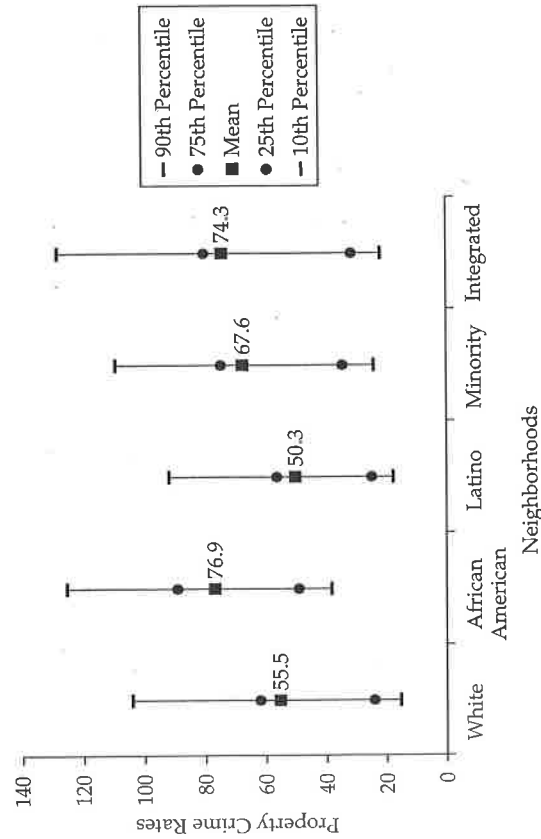 140
120
100
80
60
40
20
0
Property Crime Rates
55.5
76.9
50.3
67.6
74.3
White
African
American
Latino
Minority
Integrated
Neighborhoods
90th Percentile
75th Percentile
Mean
25th Percentile
10th Percentile